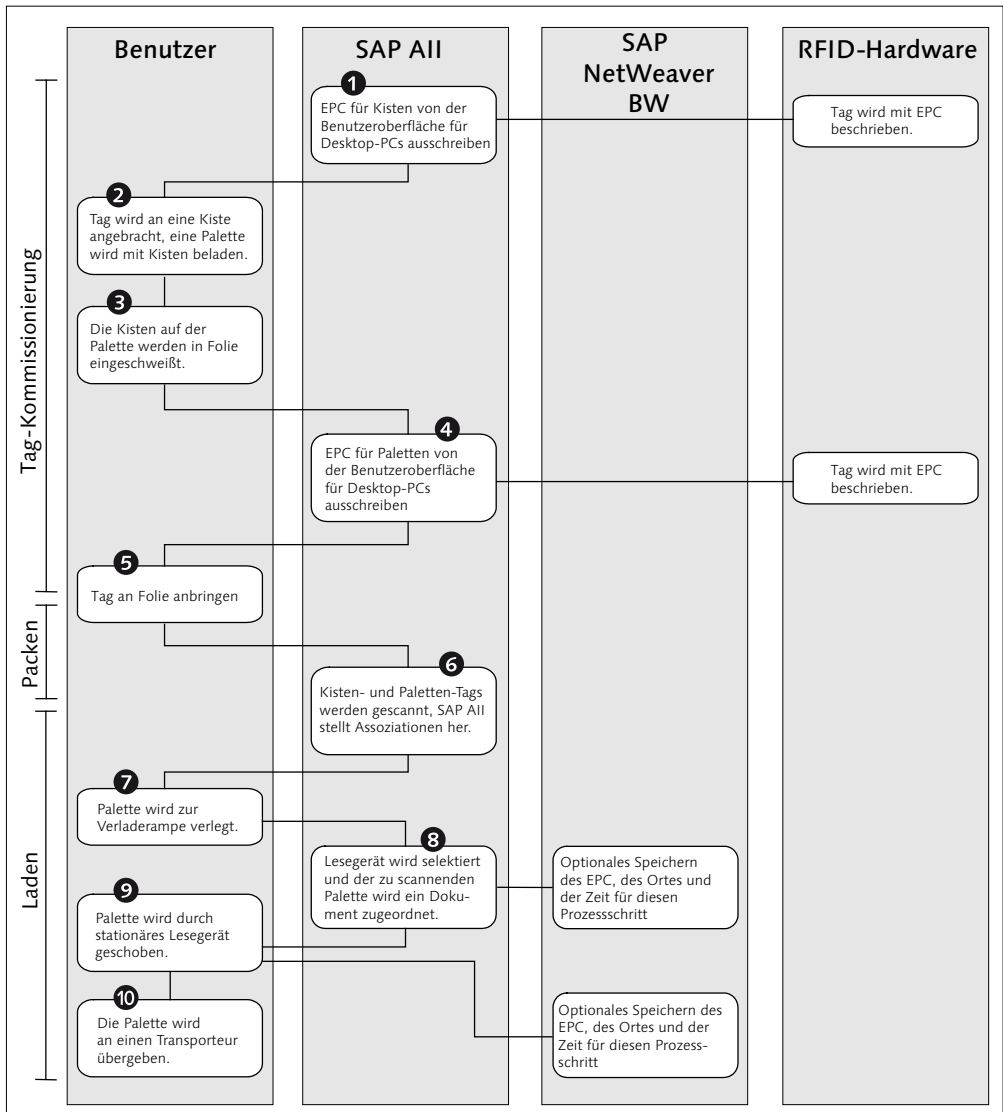 Benutzer
SAP AII
SAP
NetWeaver
BW
RFID-Hardware
Tag-Kommissionierung
1
EPC für Kisten von der
Benutzeroberfläche für
Desktop-PCs ausschreiben
Tag wird mit EPC
beschrieben.
2
Tag wird an eine Kiste
angebracht, eine Palette
wird mit Kisten beladen.
3
Die Kisten auf der
Palette werden in Folie
eingeschweißt.
4
EPC für Paletten von
der Benutzeroberfläche
für Desktop-PCs
ausschreiben
Tag wird mit EPC
beschrieben.
5
Tag an Folie anbringen
Packen
6
Kisten- und Paletten-Tags
werden gescannt, SAP AII
stellt Assoziationen her.
Laden
7
Palette wird zur
Verladerampe verlegt.
8
Lesegerät wird selektiert
und der zu scannenden
Palette wird ein Doku-
ment zugeordnet.
Optionales Speichern
des EPC, des Ortes und
der Zeit für diesen
Prozessschritt
9
Palette wird durch
stationäres Lesegerät
geschoben.
10
Die Palette wird
an einen Transporteur
übergeben.
Optionales Speichern des
EPC, des Ortes und der
Zeit für diesen Prozess-
schritt